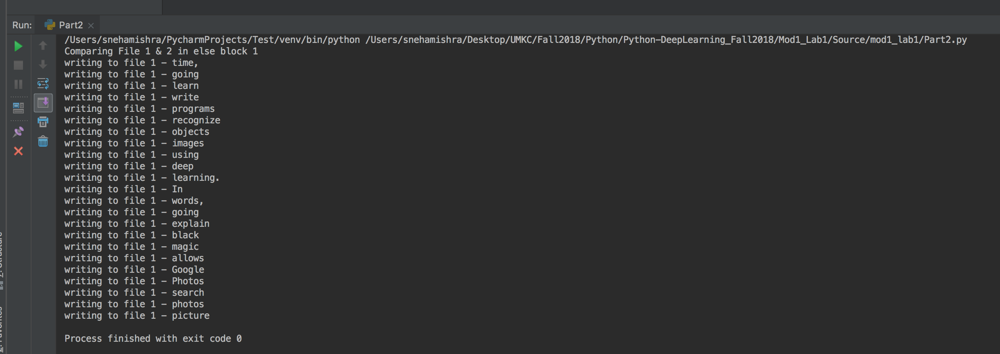 Run: Part2
/Users/snehamishra/PycharmProjects/Test/venv/bin/python /Users/snehamishra/Desktop/UMKC/Fall2018/Python/Python-DeepLearning_Fall2018/Mod1_Lab1/Source/mod1_lab1/Part2.py
Comparing File 1 & 2 in else block 1
writing to file 1 - time,
writing to file 1 - going
writing to file 1 - learn
writing to file 1 - write
writing to file 1 - programs
writing to file 1 - recognize
writing to file 1 - objects
writing to file 1 - images
writing to file 1 - using
writing to file 1 - deep
writing to file 1 - learning.
writing to file 1 - In
writing to file 1 - words,
writing to file 1 - going
writing to file 1 - explain
writing to file 1 - black
writing to file 1 - magic
writing to file 1 - allows
writing to file 1 - Google
writing to file 1 - Photos
writing to file 1 - search
writing to file 1 - photos
writing to file 1 - picture
Process finished with exit code 0